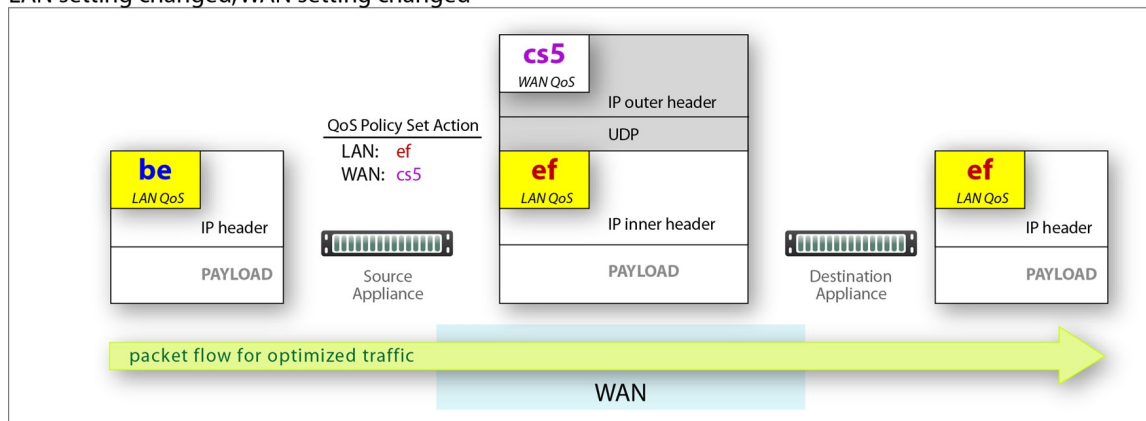 LAN setting changed, WAN setting changed
cs5
WAN QoS
IP outer header
UDP
QoS Policy Set Action
LAN: ef
WAN: cs5
be
LAN QoS
IP header
PAYLOAD
Source
Appliance
ef
LAN QoS
IP inner header
PAYLOAD
Destination
Appliance
ef
LAN QoS
IP header
PAYLOAD
packet flow for optimized traffic
WAN